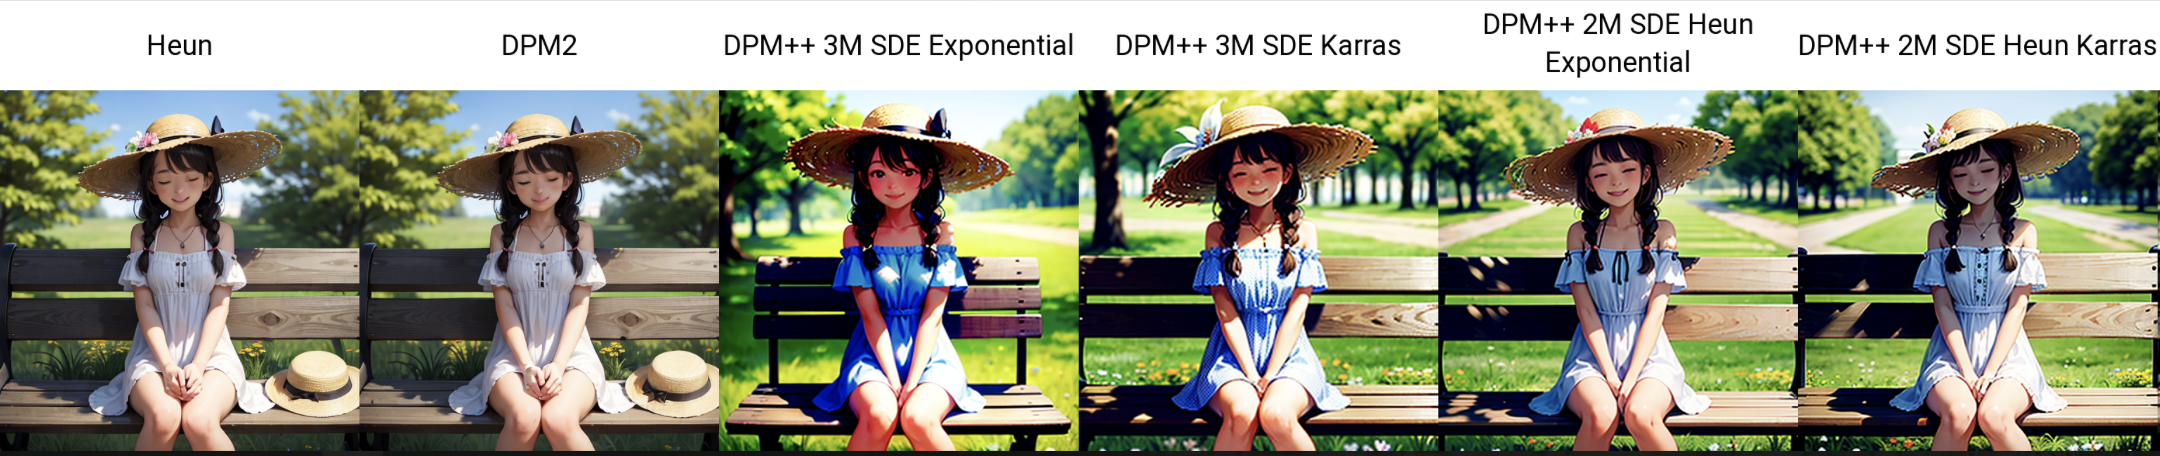 Heun
DPM2
DPM++ 3M SDE Exponential
DPM++ 3M SDE Karras
DPM++ 2M SDE Heun
Exponential
DPM++ 2M SDE Heun Karras